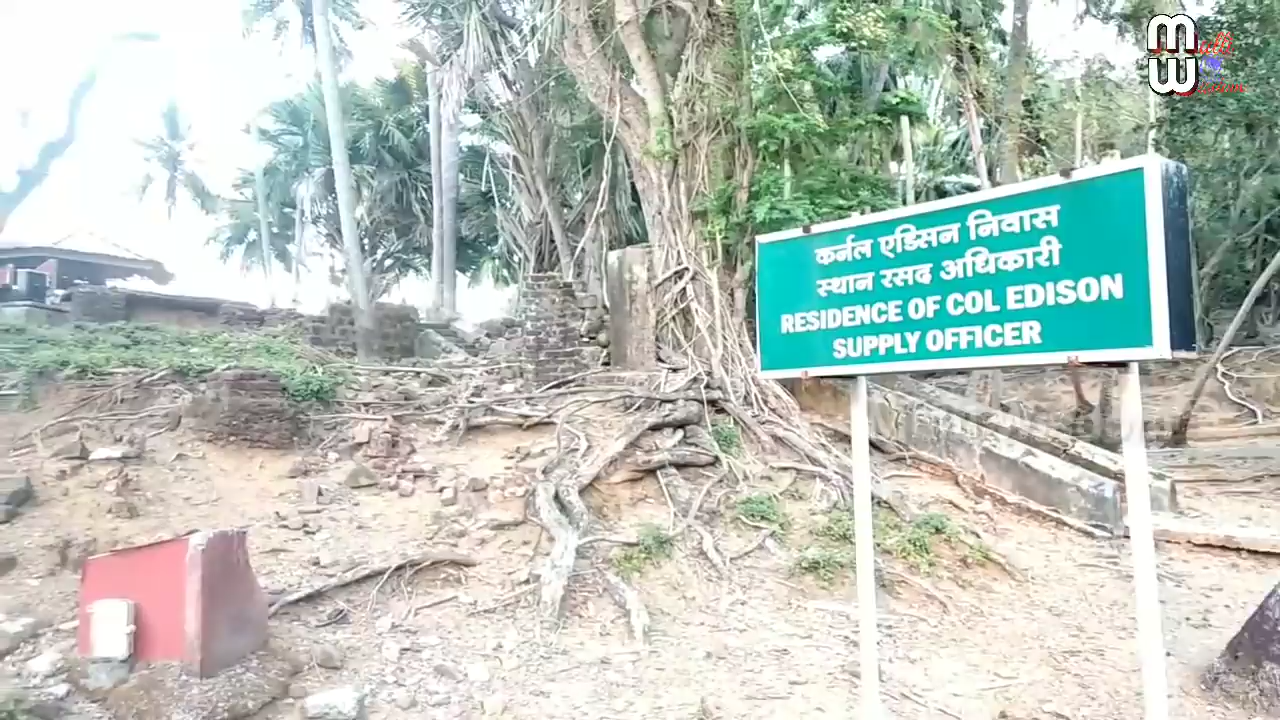 कर्नल एडिसन निवास
स्थान रसद अधिकारी
RESIDENCE OF COL EDISON
SUPPLY OFFICER